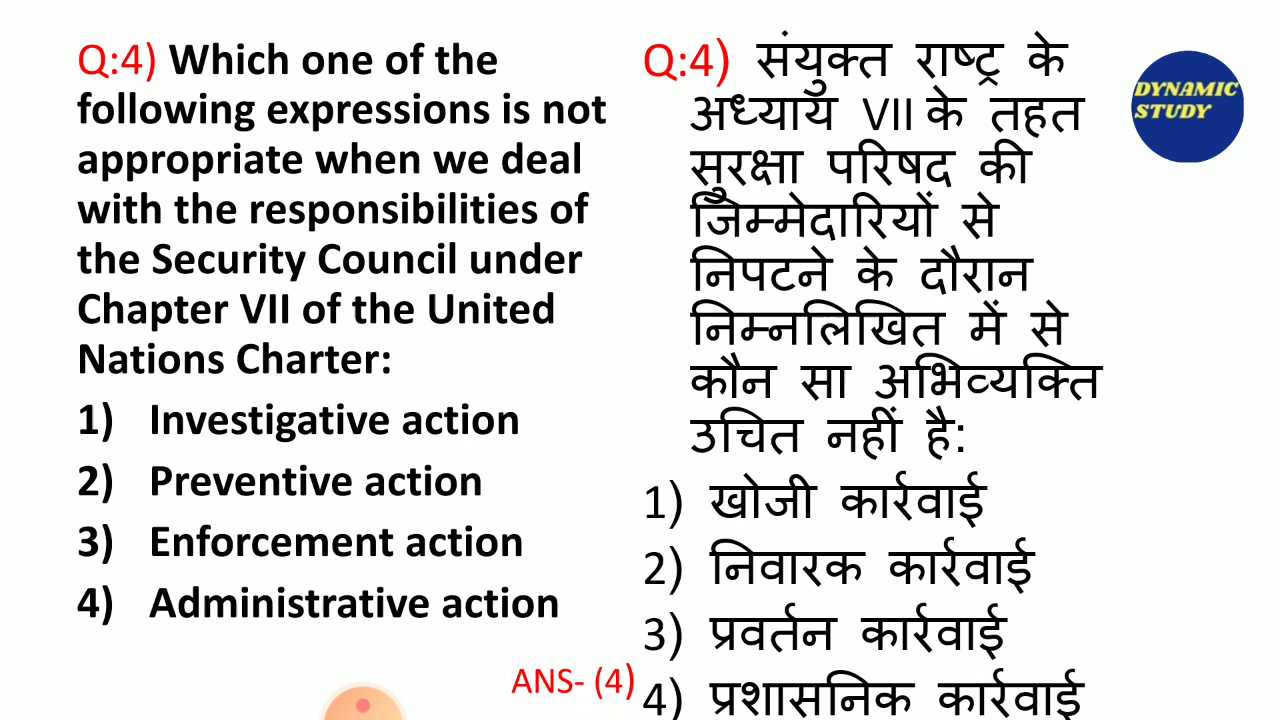 Q:4) Which one of the
following expressions is not
appropriate when we deal
with the responsibilities of
the Security Council under
Chapter VII of the United
Nations Charter:
1) Investigative action
2) Preventive action
3) Enforcement action
4) Administrative action
ANS- (4)
Q:4) संयुक्त राष्ट्र के
अध्याय VII के तहत
सुरक्षा परिषद की
जिम्मेदारियों से
निपटने के दौरान
निम्नलिखित में से
कौन सा अभिव्यक्ति
उचित नहीं है:
1) खोजी कार्रवाई
2) निवारक कार्रवाई
3) प्रवर्तन कार्रवाई
4) प्रशासनिक कार्रवाई
DYNAMIC
STUDY